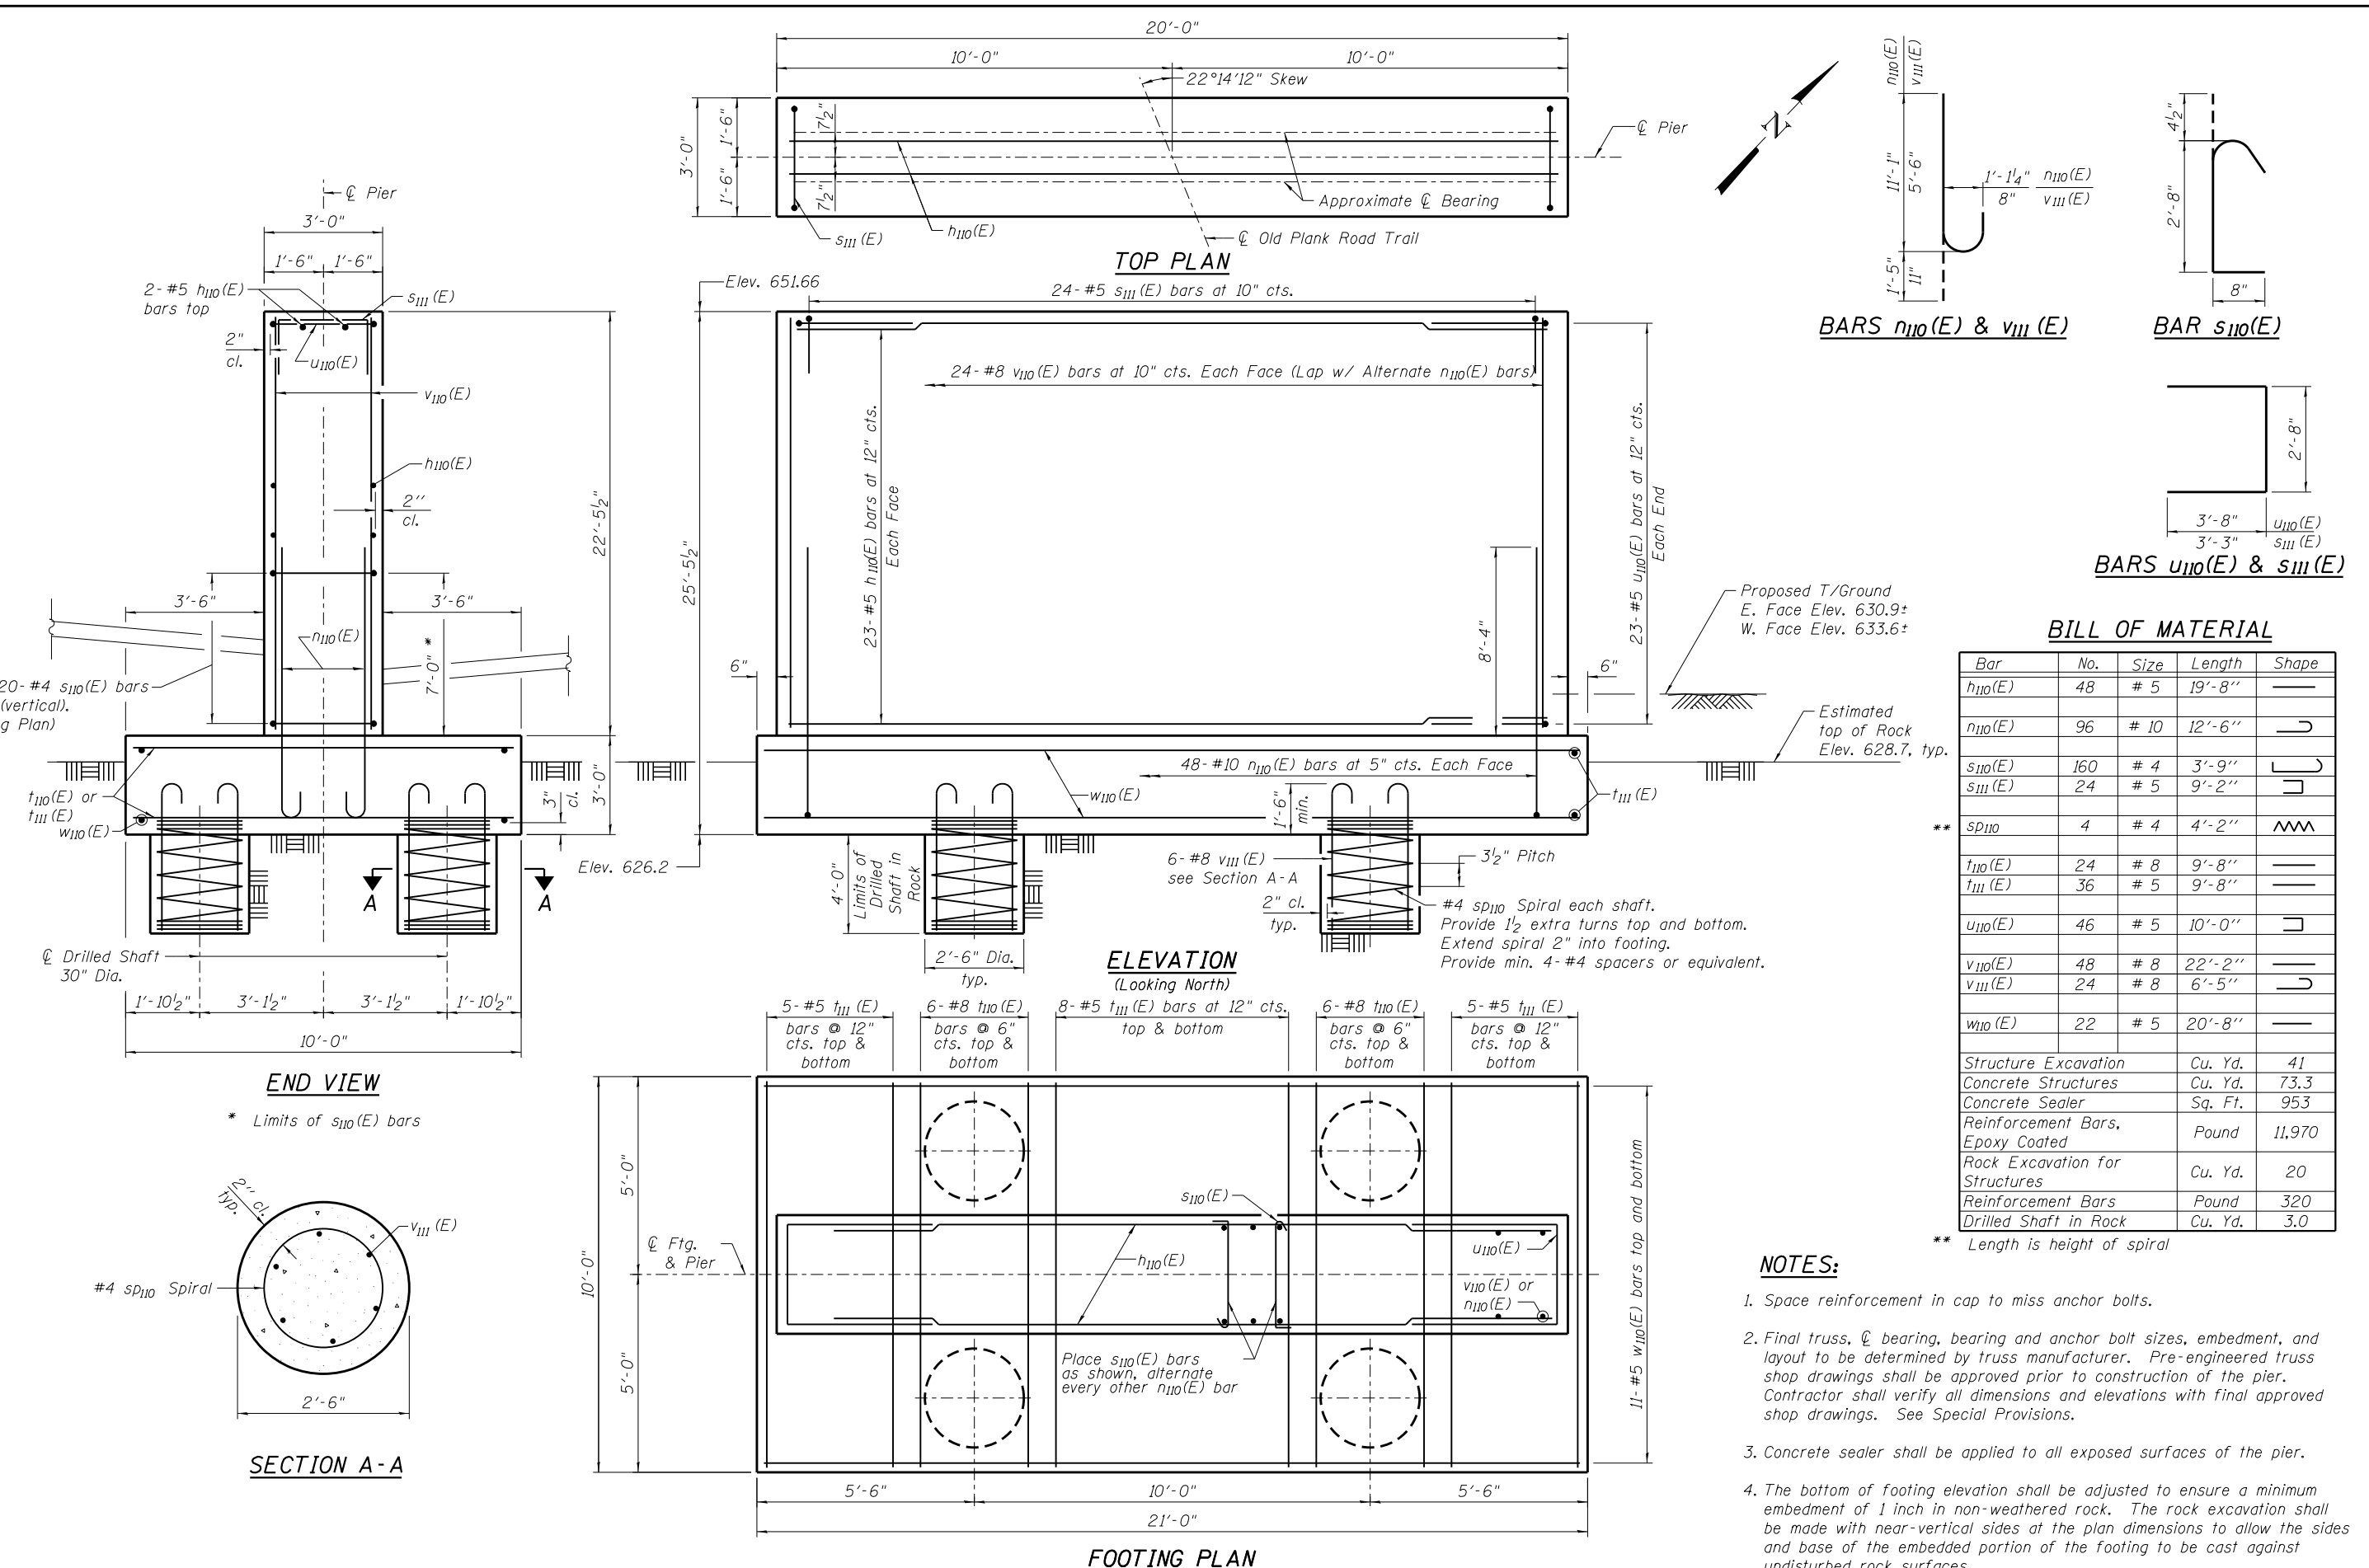 20'-0"
10'-0"
10'-0"
22°14'12" Skew
3'-0"
1'-6"
1'-6"
7½"
7½"
℄ Pier
Approximate ℄ Bearing
s111(E)
h110(E)
℄ Old Plank Road Trail
TOP PLAN
N
n110(E)
v111(E)
11'-1"
5'-6"
1'-1¼"
8"
n110(E)
v111(E)
1'-5"
11"
BARS n110(E) & v111(E)
4½"
2'-8"
8"
BAR s110(E)
2'-8"
3'-8"
3'-3"
u110(E)
s111(E)
BARS u110(E) & s111(E)
℄ Pier
3'-0"
1'-6"
1'-6"
2-#5 h110(E)
bars top
s111(E)
2"
cl.
u110(E)
v110(E)
h110(E)
2''
cl.
22'-5½"
3'-6"
3'-6"
n110(E)
7'-0" *
20-#4 s110(E) bars
(vertical).
g Plan)
t110(E) or
t111(E)
w110(E)
3"
cl.
3'-0"
A
A
℄ Drilled Shaft
30" Dia.
1'-10½"
3'-1½"
3'-1½"
1'-10½"
10'-0"
END VIEW
* Limits of s110(E) bars
Elev. 651.66
24-#5 s111(E) bars at 10" cts.
24-#8 v110(E) bars at 10" cts. Each Face (Lap w/ Alternate n110(E) bars)
23-#5 h110(E) bars at 12" cts.
Each Face
23-#5 u110(E) bars at 12" cts.
Each End
25'-5½"
8'-4"
6"
6"
Proposed T/Ground
E. Face Elev. 630.9±
W. Face Elev. 633.6±
Estimated
top of Rock
Elev. 628.7, typ.
48-#10 n110(E) bars at 5" cts. Each Face
w110(E)
1'-6"
min.
t111(E)
Elev. 626.2
4'-0"
Limits of
Drilled
Shaft in
Rock
6-#8 v111(E)
see Section A-A
3½" Pitch
2" cl.
typ.
#4 sp110 Spiral each shaft.
Provide 1½ extra turns top and bottom.
Extend spiral 2" into footing.
Provide min. 4-#4 spacers or equivalent.
2'-6" Dia.
typ.
ELEVATION
(Looking North)
BILL OF MATERIAL
Bar No. Size Length Shape
h110(E) 48 # 5 19'-8''
n110(E) 96 # 10 12'-6''
s110(E) 160 # 4 3'-9''
s111(E) 24 # 5 9'-2''
** sp110 4 # 4 4'-2''
t110(E) 24 # 8 9'-8''
t111(E) 36 # 5 9'-8''
u110(E) 46 # 5 10'-0''
v110(E) 48 # 8 22'-2''
v111(E) 24 # 8 6'-5''
w110(E) 22 # 5 20'-8''
Structure Excavation Cu. Yd. 41
Concrete Structures Cu. Yd. 73.3
Concrete Sealer Sq. Ft. 953
Reinforcement Bars,
Epoxy Coated Pound 11,970
Rock Excavation for
Structures Cu. Yd. 20
Reinforcement Bars Pound 320
Drilled Shaft in Rock Cu. Yd. 3.0
** Length is height of spiral
2'' cl.
typ.
v111(E)
#4 sp110 Spiral
2'-6"
SECTION A-A
5-#5 t111(E)
bars @ 12"
cts. top &
bottom
6-#8 t110(E)
bars @ 6"
cts. top &
bottom
8-#5 t111(E) bars at 12" cts.
top & bottom
6-#8 t110(E)
bars @ 6"
cts. top &
bottom
5-#5 t111(E)
bars @ 12"
cts. top &
bottom
10'-0"
5'-0"
5'-0"
℄ Ftg.
& Pier
s110(E)
h110(E)
u110(E)
v110(E) or
n110(E)
Place s110(E) bars
as shown, alternate
every other n110(E) bar
11-#5 w110(E) bars top and bottom
5'-6"
10'-0"
5'-6"
21'-0"
FOOTING PLAN
NOTES:
1. Space reinforcement in cap to miss anchor bolts.
2. Final truss, ℄ bearing, bearing and anchor bolt sizes, embedment, and
layout to be determined by truss manufacturer. Pre-engineered truss
shop drawings shall be approved prior to construction of the pier.
Contractor shall verify all dimensions and elevations with final approved
shop drawings. See Special Provisions.
3. Concrete sealer shall be applied to all exposed surfaces of the pier.
4. The bottom of footing elevation shall be adjusted to ensure a minimum
embedment of 1 inch in non-weathered rock. The rock excavation shall
be made with near-vertical sides at the plan dimensions to allow the sides
and base of the embedded portion of the footing to be cast against
undisturbed rock surfaces.